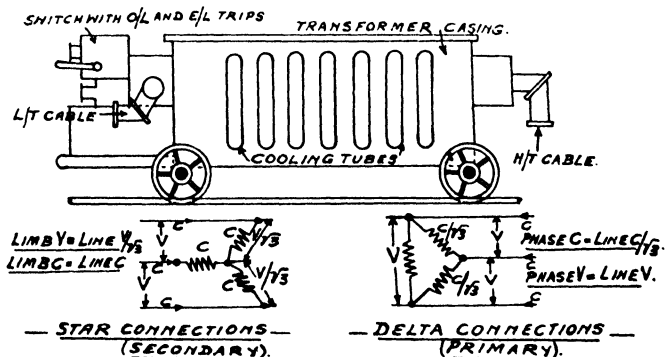 SWITCH WITH O/L AND E/L TRIPS
TRANSFORMER CASING.
L/T CABLE
COOLING TUBES
H/T CABLE.
LIMB V = LINE V/√3
LIMB C = LINE C
C
V
C
V
C
C
C
C
V/√3
V/√3
V
C/√3
C/√3
V
V
C
C
C
PHASE C = LINE C/√3
PHASE V = LINE V.
— STAR CONNECTIONS —
(SECONDARY).
— DELTA CONNECTIONS —
(PRIMARY).